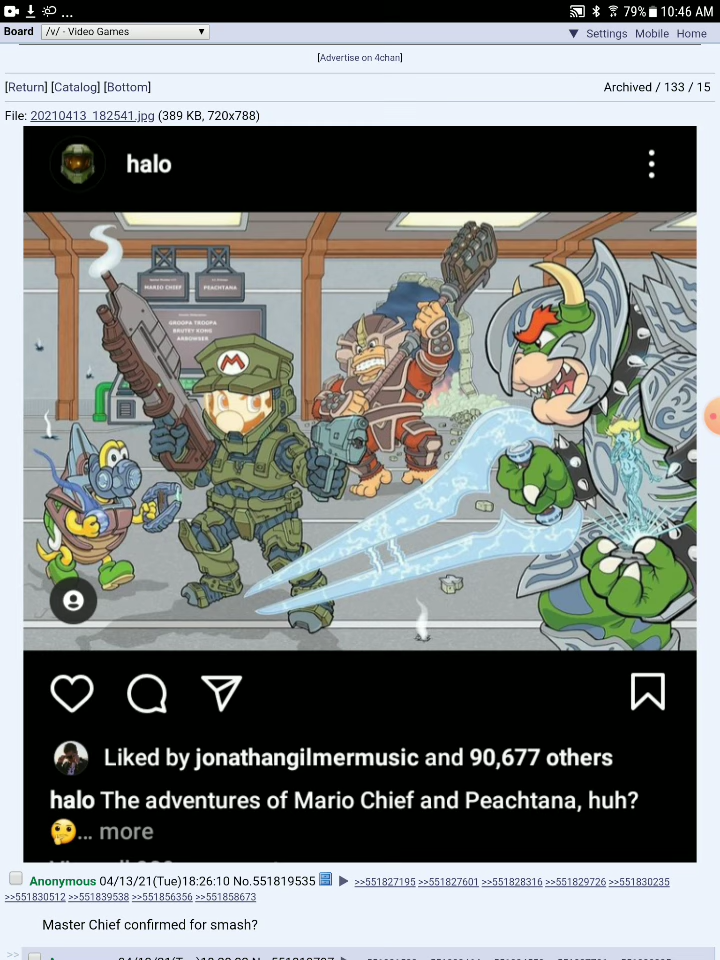 ... 79% 10:46 AM
Board /v/ - Video Games ▼ ▼ Settings Mobile Home
[Advertise on 4chan]
[Return] [Catalog] [Bottom] Archived / 133 / 15
File: 20210413_182541.jpg (389 KB, 720x788)
halo
MARIO CHIEF PEACHTANA
GROOPA TROOPA
BRUTEY KONG
ARBOWSER
M
Liked by jonathangilmermusic and 90,677 others
halo The adventures of Mario Chief and Peachtana, huh?
🤔... more
Anonymous 04/13/21(Tue)18:26:10 No.551819535 ▶ >>551827195 >>551827601 >>551828316 >>551829726 >>551830235
>>551830512 >>551839538 >>551856356 >>551858673
Master Chief confirmed for smash?
>>